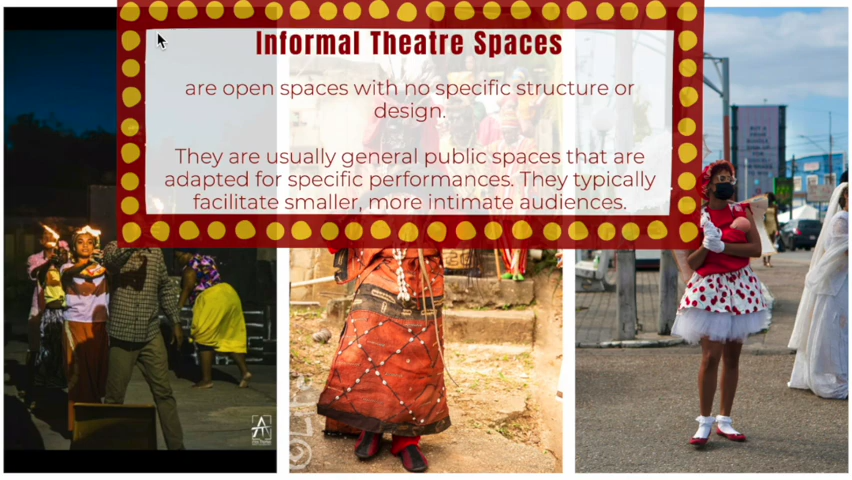 Informal Theatre Spaces
are open spaces with no specific structure or
design.
They are usually general public spaces that are
adapted for specific performances. They typically
facilitate smaller, more intimate audiences.